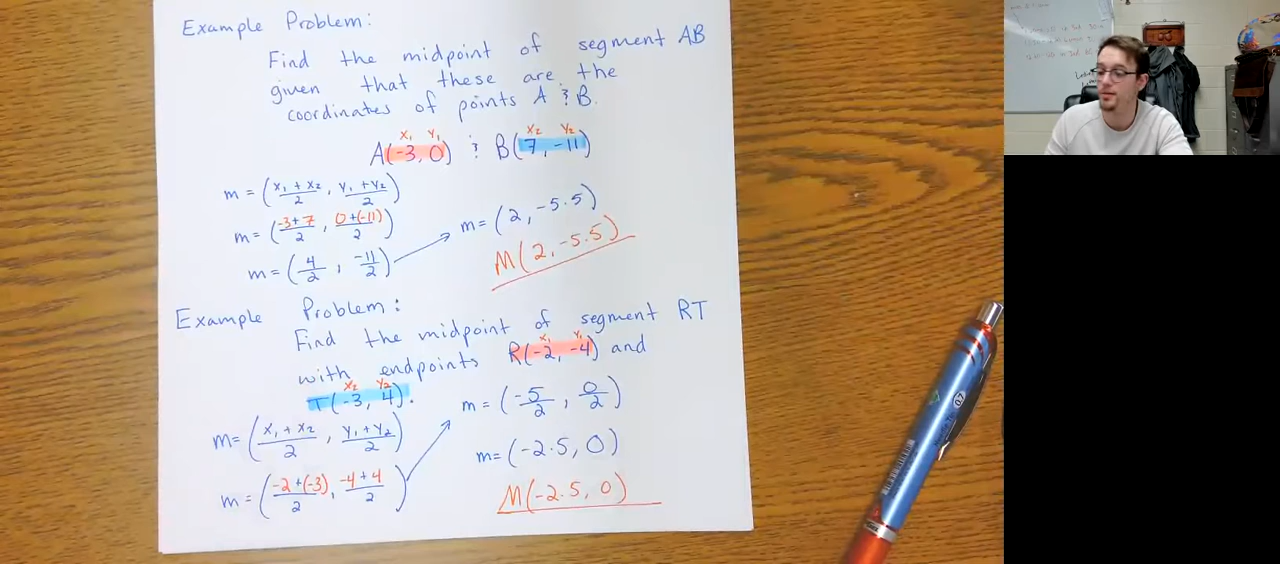 Example Problem:
Find the midpoint of segment AB
given that these are the
coordinates of points A & B.
x₁ y₁ x₂ y₂
A(-3, 0) & B(7, -11)
m = (x₁ + x₂ / 2 , y₁ + y₂ / 2)
m = (-3+7 / 2 , 0+(-11) / 2)
m = (4/2 , -11/2)
m = (2, -5.5)
M(2, -5.5)
Example Problem:
Find the midpoint of segment RT
x₁ y₁
with endpoints R(-2, -4) and
x₂ y₂
T(-3, 4).
m = (x₁ + x₂ / 2 , y₁ + y₂ / 2)
m = (-2+(-3) / 2 , -4+4 / 2)
m = (-5/2 , 0/2)
m = (-2.5, 0)
M(-2.5, 0)
0.7